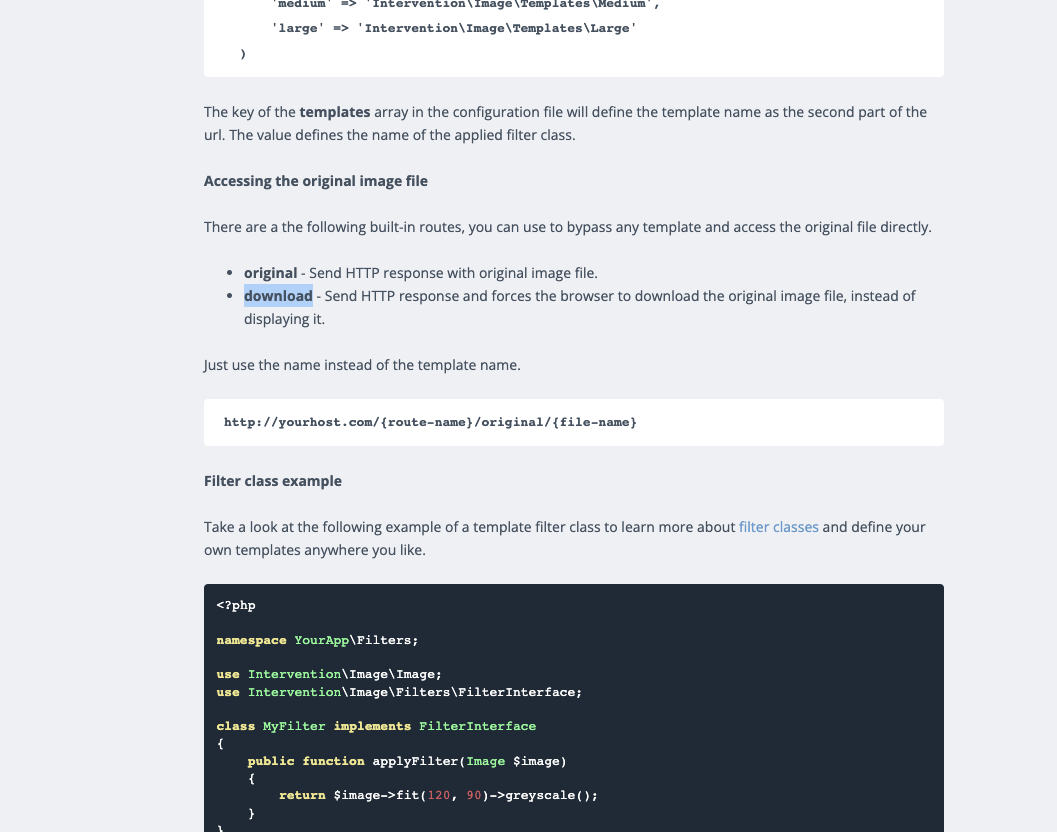 'medium' => 'Intervention\Image\Templates\Medium',
'large' => 'Intervention\Image\Templates\Large'
)
The key of the templates array in the configuration file will define the template name as the second part of the
url. The value defines the name of the applied filter class.
Accessing the original image file
There are a the following built-in routes, you can use to bypass any template and access the original file directly.
• original - Send HTTP response with original image file.
• download - Send HTTP response and forces the browser to download the original image file, instead of
displaying it.
Just use the name instead of the template name.
http://yourhost.com/{route-name}/original/{file-name}
Filter class example
Take a look at the following example of a template filter class to learn more about filter classes and define your
own templates anywhere you like.
<?php
namespace YourApp\Filters;
use Intervention\Image\Image;
use Intervention\Image\Filters\FilterInterface;
class MyFilter implements FilterInterface
{
public function applyFilter(Image $image)
{
return $image->fit(120, 90)->greyscale();
}
}